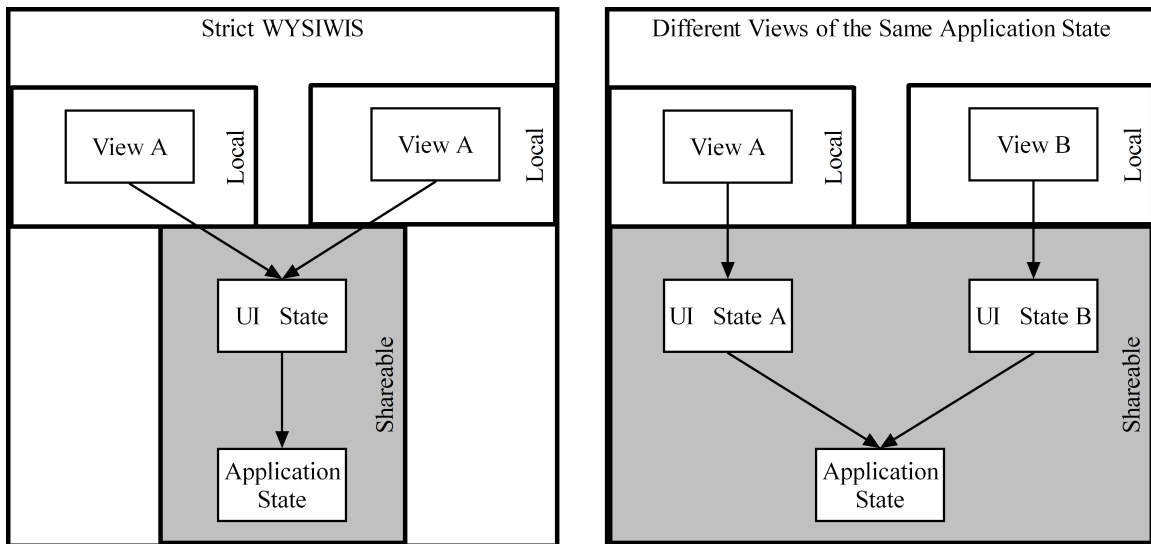 Strict WYSIWIS
View A
Local
View A
Local
UI State
Shareable
Application
State
Different Views of the Same Application State
View A
Local
View B
Local
UI State A
UI State B
Shareable
Application
State